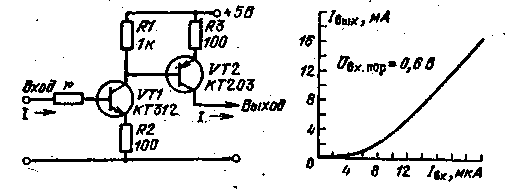 +5В
R1
1к
R3
100
VT2
КТ203
Вход
r
I
VT1
КТ312
I
Выход
R2
100
Iвых, мА
16
12
8
4
0
Uвх.пор = 0,6 В
4
8
12
Iвх, мкА